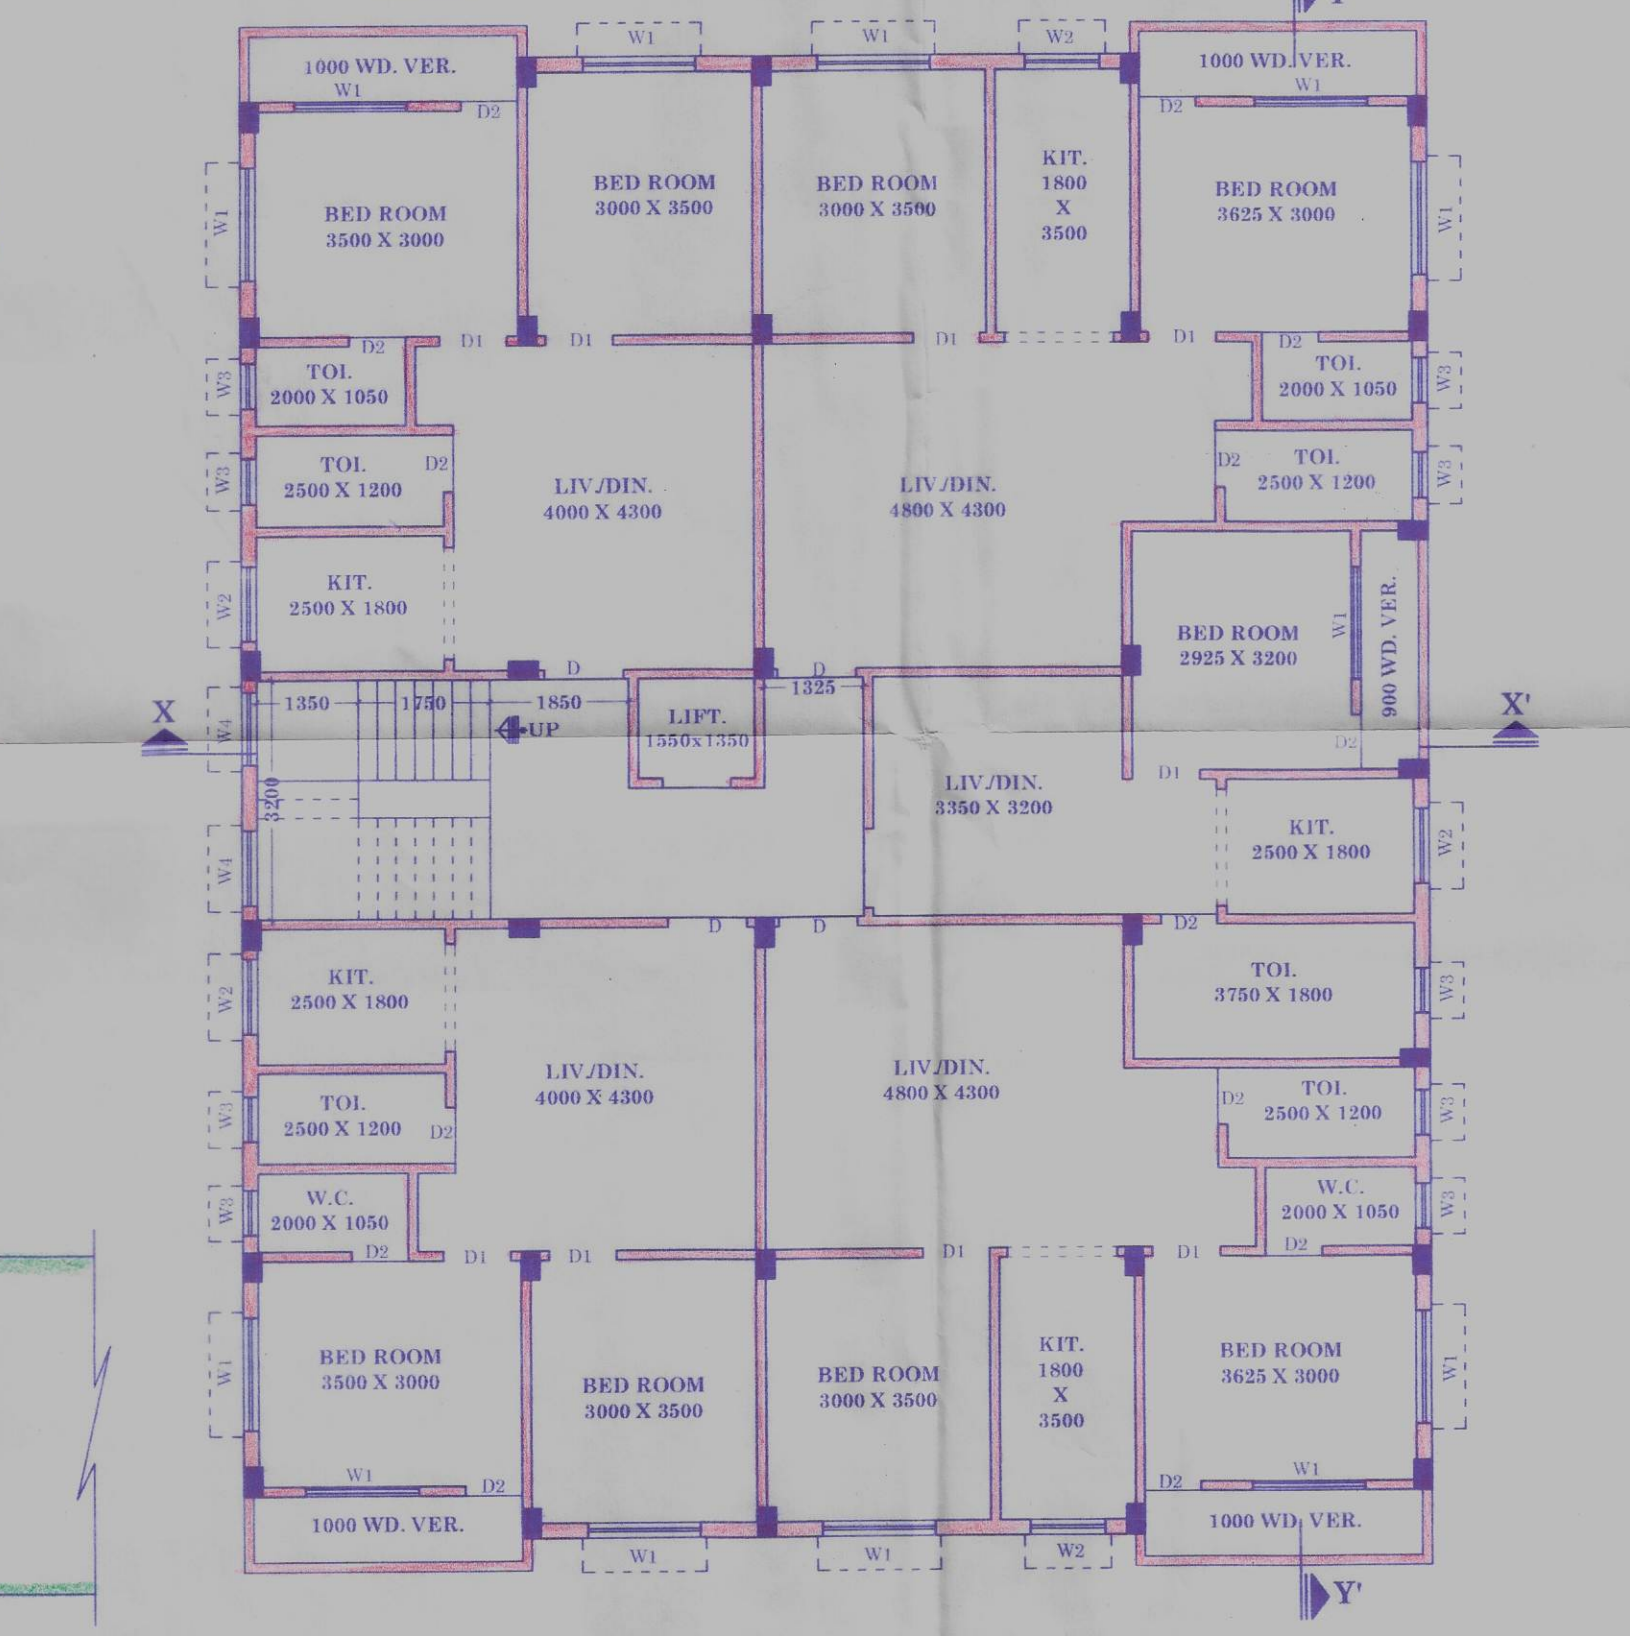 W1
W1
W2
1000 WD. VER.
W1
D2
1000 WD. VER.
W1
D2
W1
BED ROOM
3500 X 3000
BED ROOM
3000 X 3500
BED ROOM
3000 X 3500
KIT.
1800
X
3500
BED ROOM
3625 X 3000
W1
D2
D1
D1
D1
D1
D2
W3
TOI.
2000 X 1050
TOI.
2000 X 1050
W3
W3
TOI.
2500 X 1200
D2
LIV./DIN.
4000 X 4300
LIV./DIN.
4800 X 4300
D2
TOI.
2500 X 1200
W3
W2
KIT.
2500 X 1800
BED ROOM
2925 X 3200
W1
900 WD. VER.
D
D
1350
1750
1850
1325
X
W4
UP
LIFT.
1550x1350
D2
X'
3200
LIV./DIN.
3350 X 3200
D1
W4
KIT.
2500 X 1800
W2
D
D
D2
W2
KIT.
2500 X 1800
TOI.
3750 X 1800
W3
LIV./DIN.
4000 X 4300
LIV./DIN.
4800 X 4300
W3
TOI.
2500 X 1200
D2
D2
TOI.
2500 X 1200
W3
W3
W.C.
2000 X 1050
W.C.
2000 X 1050
W3
D2
D1
D1
D1
D1
D2
W1
BED ROOM
3500 X 3000
BED ROOM
3000 X 3500
BED ROOM
3000 X 3500
KIT.
1800
X
3500
BED ROOM
3625 X 3000
W1
W1
D2
D2
W1
1000 WD. VER.
1000 WD. VER.
W1
W1
W2
Y'